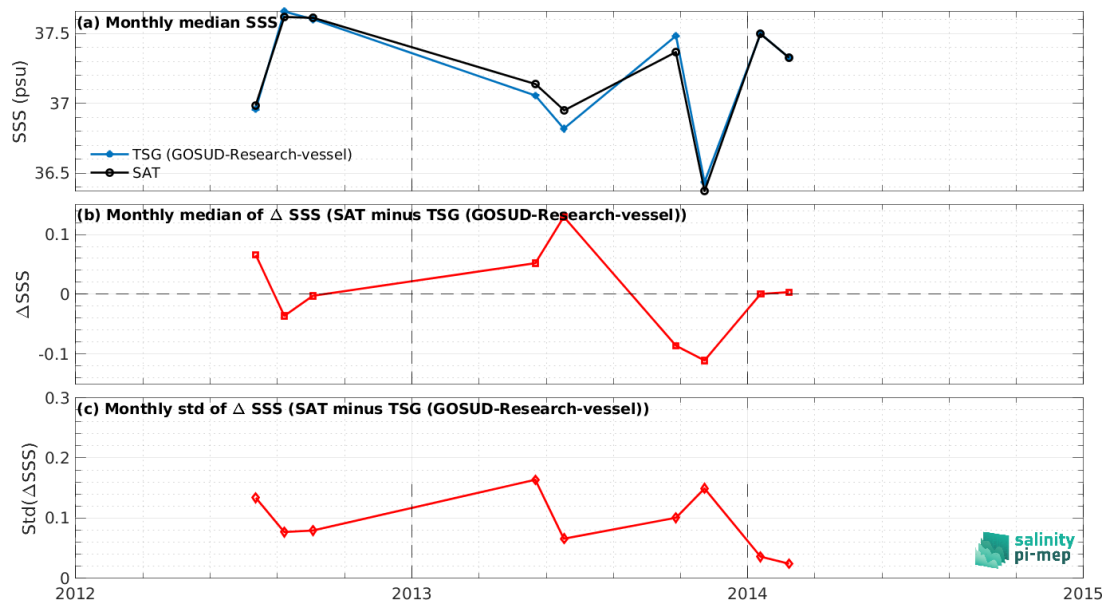 (a) Monthly median SSS
37.5
37
36.5
SSS (psu)
TSG (GOSUD-Research-vessel)
SAT
(b) Monthly median of Δ SSS (SAT minus TSG (GOSUD-Research-vessel))
0.1
0
-0.1
ΔSSS
(c) Monthly std of Δ SSS (SAT minus TSG (GOSUD-Research-vessel))
0.3
0.2
0.1
0
Std(ΔSSS)
salinity
pi-mep
2012
2013
2014
2015